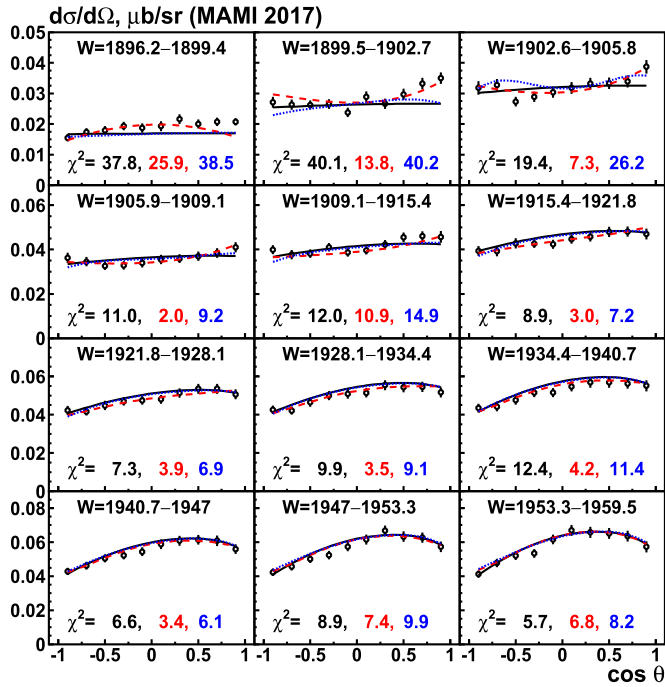 dσ/dΩ, μb/sr (MAMI 2017)
0.05
0.04
0.03
0.02
0.01
0
W=1896.2–1899.4
χ²= 37.8, 25.9, 38.5
W=1899.5–1902.7
χ²= 40.1, 13.8, 40.2
W=1902.6–1905.8
χ²= 19.4, 7.3, 26.2
0.06
0.04
0.02
0
W=1905.9–1909.1
χ²= 11.0, 2.0, 9.2
W=1909.1–1915.4
χ²= 12.0, 10.9, 14.9
W=1915.4–1921.8
χ²= 8.9, 3.0, 7.2
0.06
0.04
0.02
0
W=1921.8–1928.1
χ²= 7.3, 3.9, 6.9
W=1928.1–1934.4
χ²= 9.9, 3.5, 9.1
W=1934.4–1940.7
χ²= 12.4, 4.2, 11.4
0.08
0.06
0.04
0.02
0
W=1940.7–1947
χ²= 6.6, 3.4, 6.1
W=1947–1953.3
χ²= 8.9, 7.4, 9.9
W=1953.3–1959.5
χ²= 5.7, 6.8, 8.2
-1 -0.5 0 0.5 -1 -0.5 0 0.5 -1 -0.5 0 0.5 1
cos θ